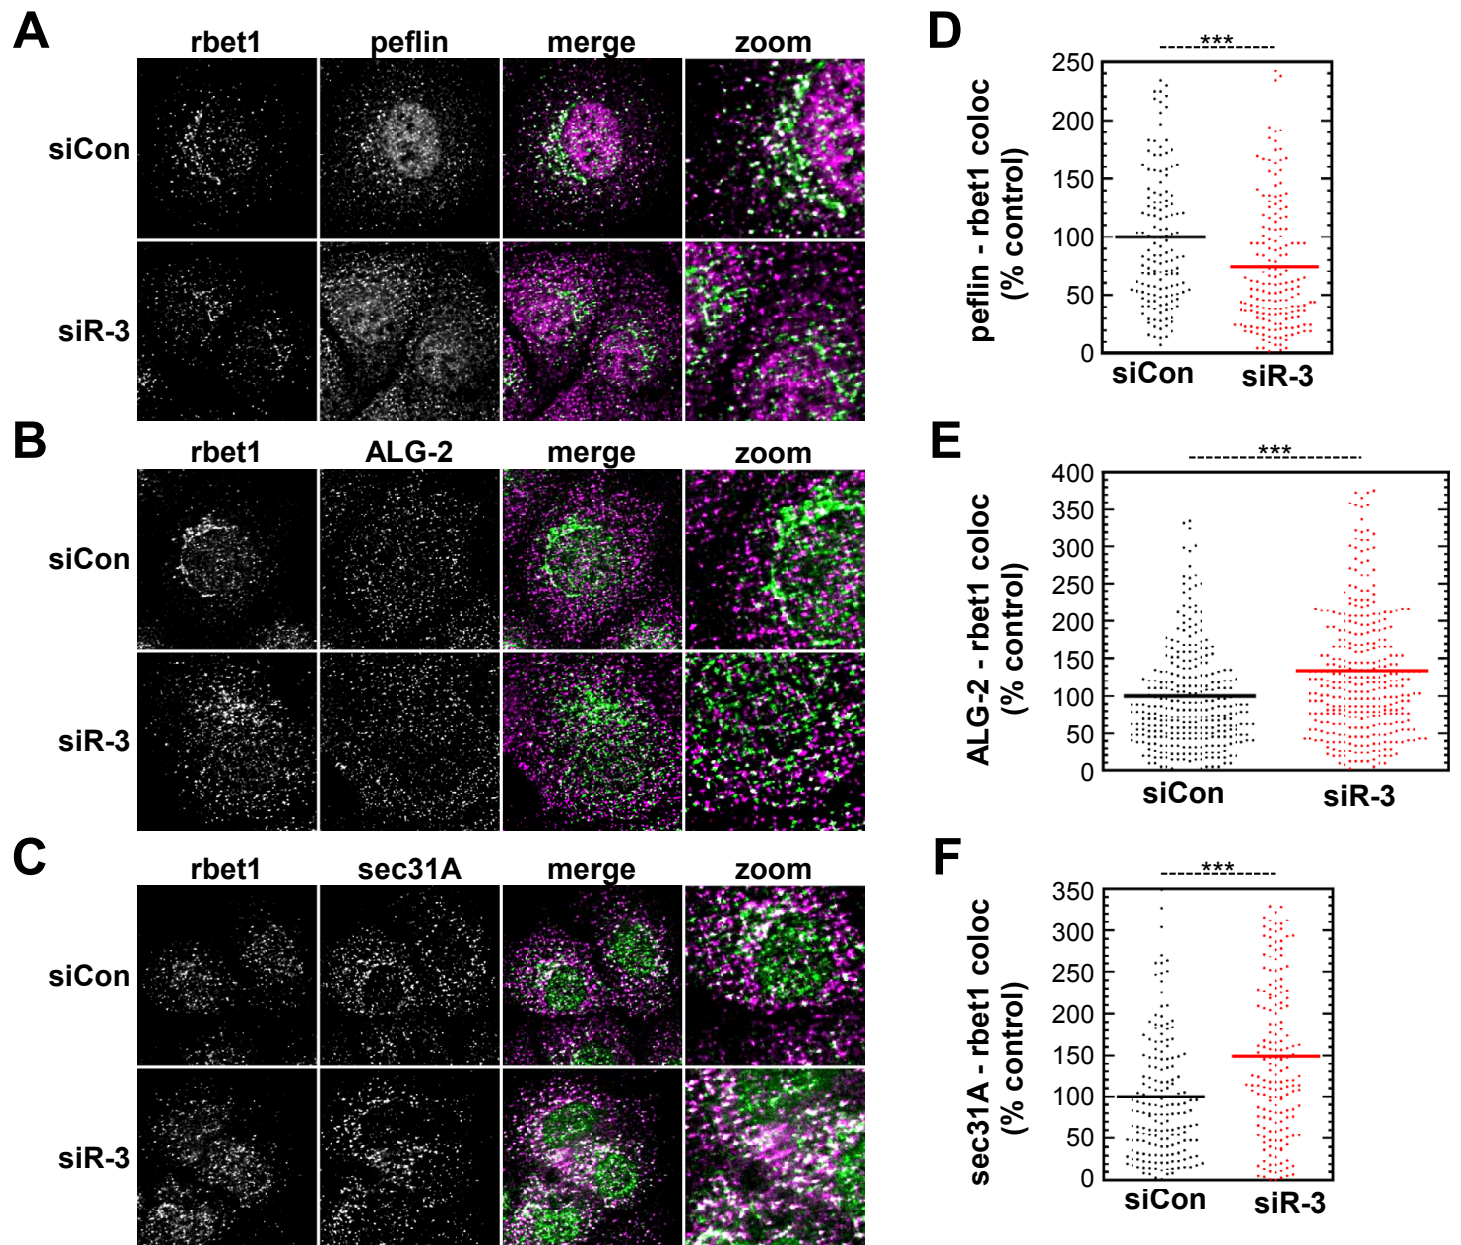 A
rbet1 peflin merge zoom
siCon
siR-3
B
rbet1 ALG-2 merge zoom
siCon
siR-3
C
rbet1 sec31A merge zoom
siCon
siR-3
D
***
peflin - rbet1 coloc
(% control)
250
200
150
100
50
0
siCon siR-3
E
***
ALG-2 - rbet1 coloc
(% control)
400
350
300
250
200
150
100
50
0
siCon siR-3
F
***
sec31A - rbet1 coloc
(% control)
350
300
250
200
150
100
50
0
siCon siR-3